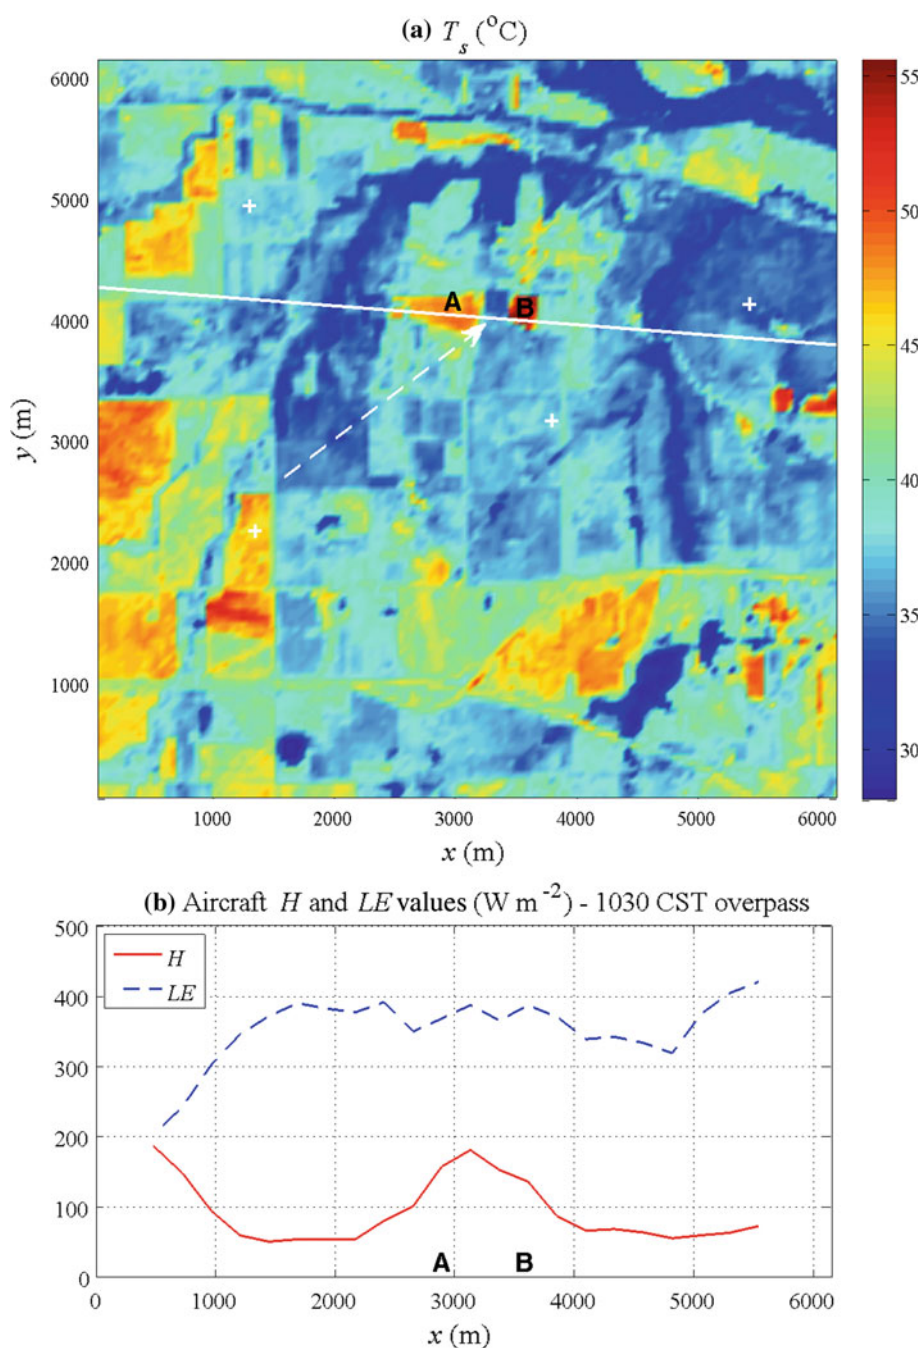 (a) T_s (°C)
6000
5000
4000
3000
2000
1000
y (m)
A
B
1000 2000 3000 4000 5000 6000
x (m)
55
50
45
40
35
30
(b) Aircraft H and LE values (W m⁻²) - 1030 CST overpass
500
400
300
200
100
0
H
LE
A B
0 1000 2000 3000 4000 5000 6000
x (m)